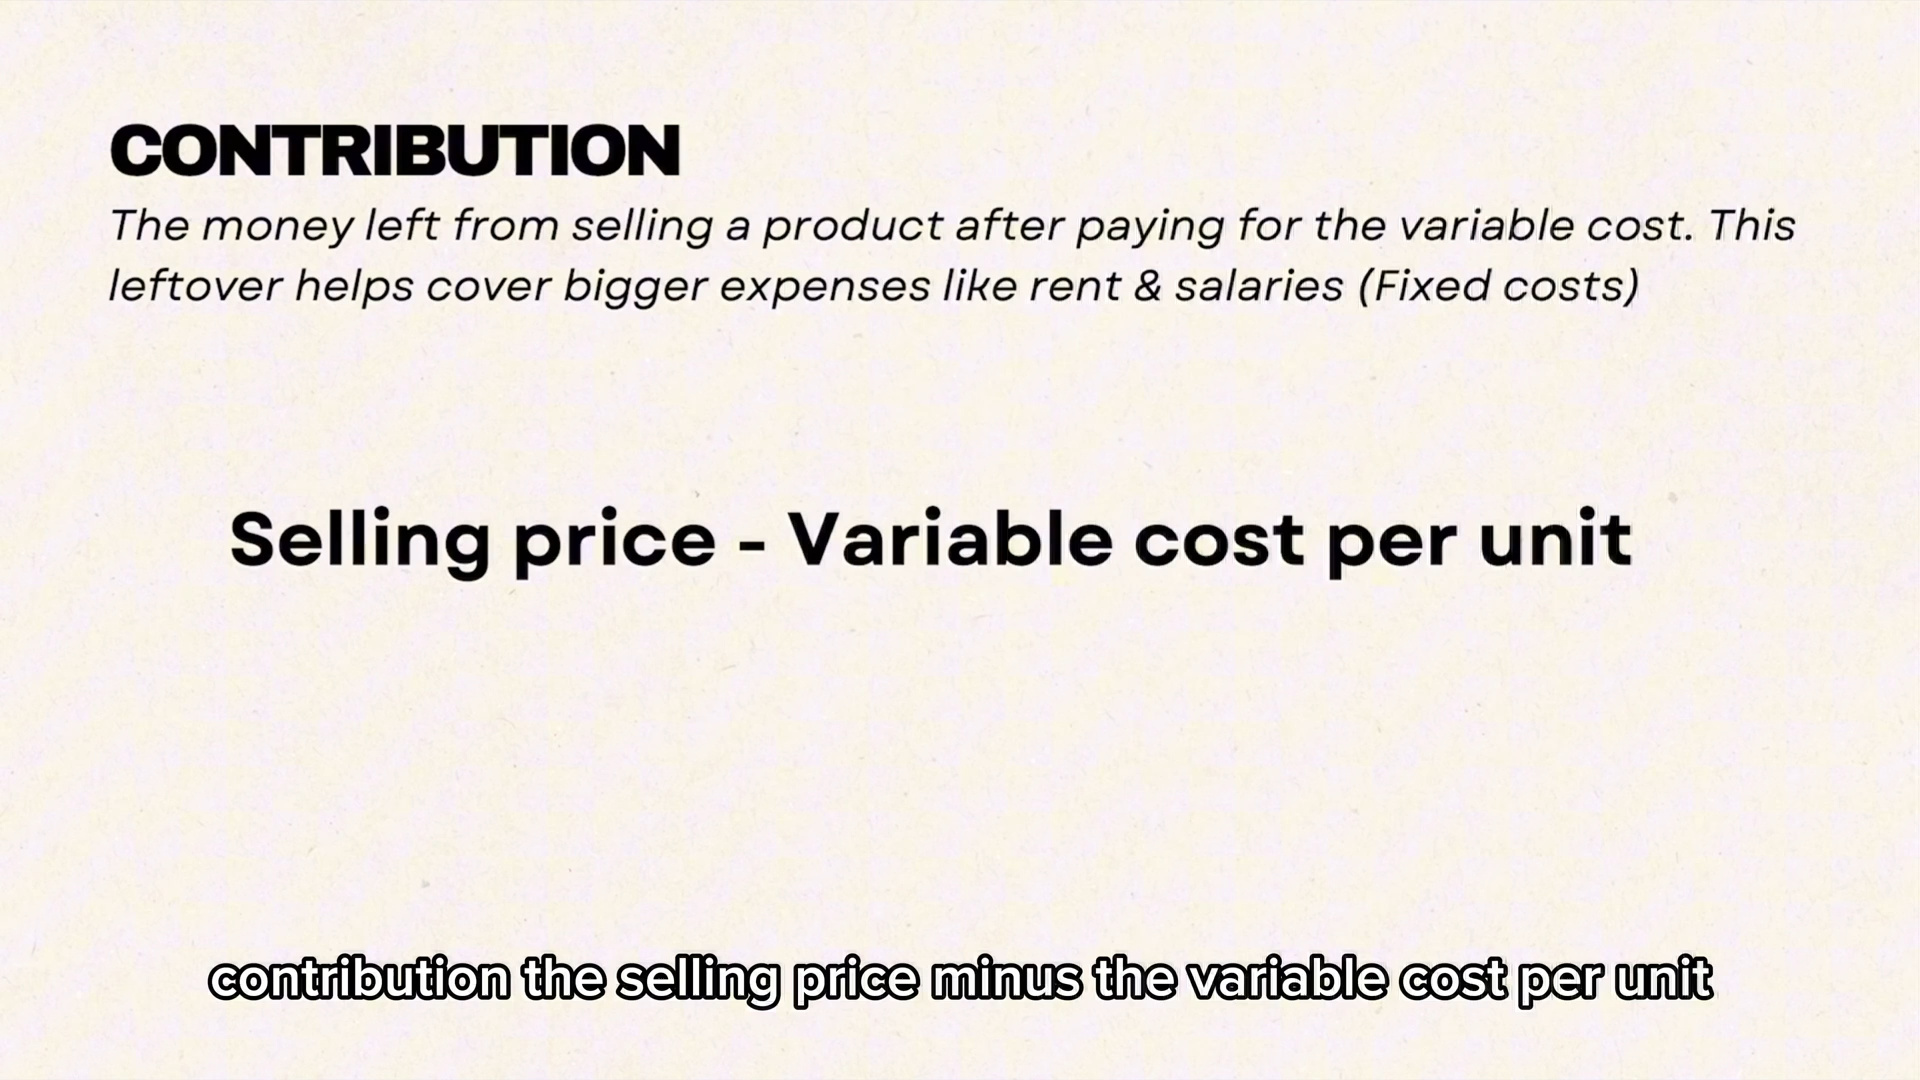 CONTRIBUTION
The money left from selling a product after paying for the variable cost. This
leftover helps cover bigger expenses like rent & salaries (Fixed costs)
Selling price - Variable cost per unit
contribution the selling price minus the variable cost per unit